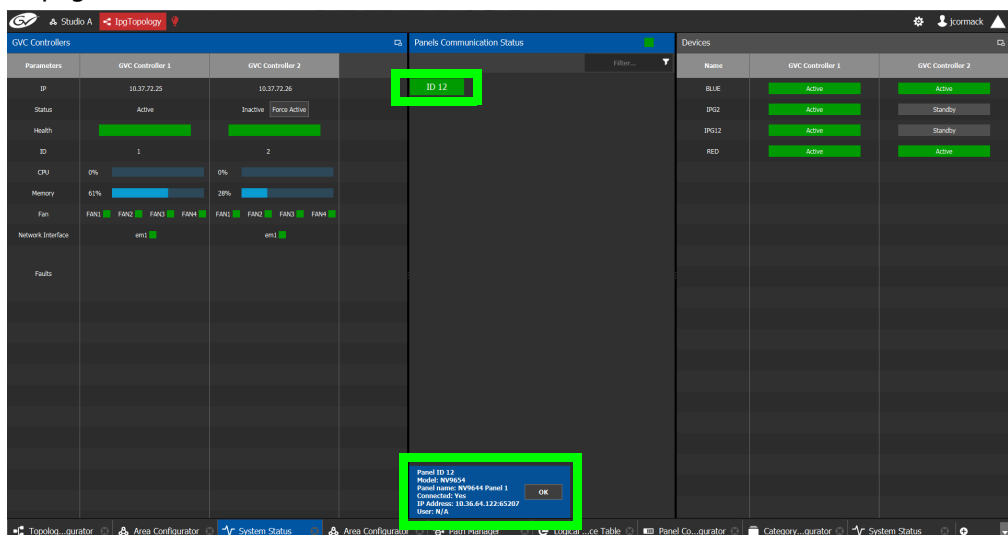 Studio A IpgTopology jcormack
GVC Controllers
Parameters GVC Controller 1 GVC Controller 2
IP 10.37.72.25 10.37.72.26
Status Active Inactive Force Active
Health
ID 1 2
CPU 0% 0%
Memory 61% 28%
Fan FAN1 FAN2 FAN3 FAN4 FAN1 FAN2 FAN3 FAN4
Network Interface em1 em1
Faults
Panels Communication Status
Filter...
ID 12
Panel ID 12
Model: NV9654
Panel name: NV9644 Panel 1
Connected: Yes
IP Address: 10.36.64.122:65207
User: N/A
OK
Devices
Name GVC Controller 1 GVC Controller 2
BLUE Active Active
IPG2 Active Standby
IPG12 Active Standby
RED Active Active
Topolog...gurator Area Configurator System Status Area Configurator Path Manager Logical ...ce Table Panel Co...gurator Category...gurator System Status